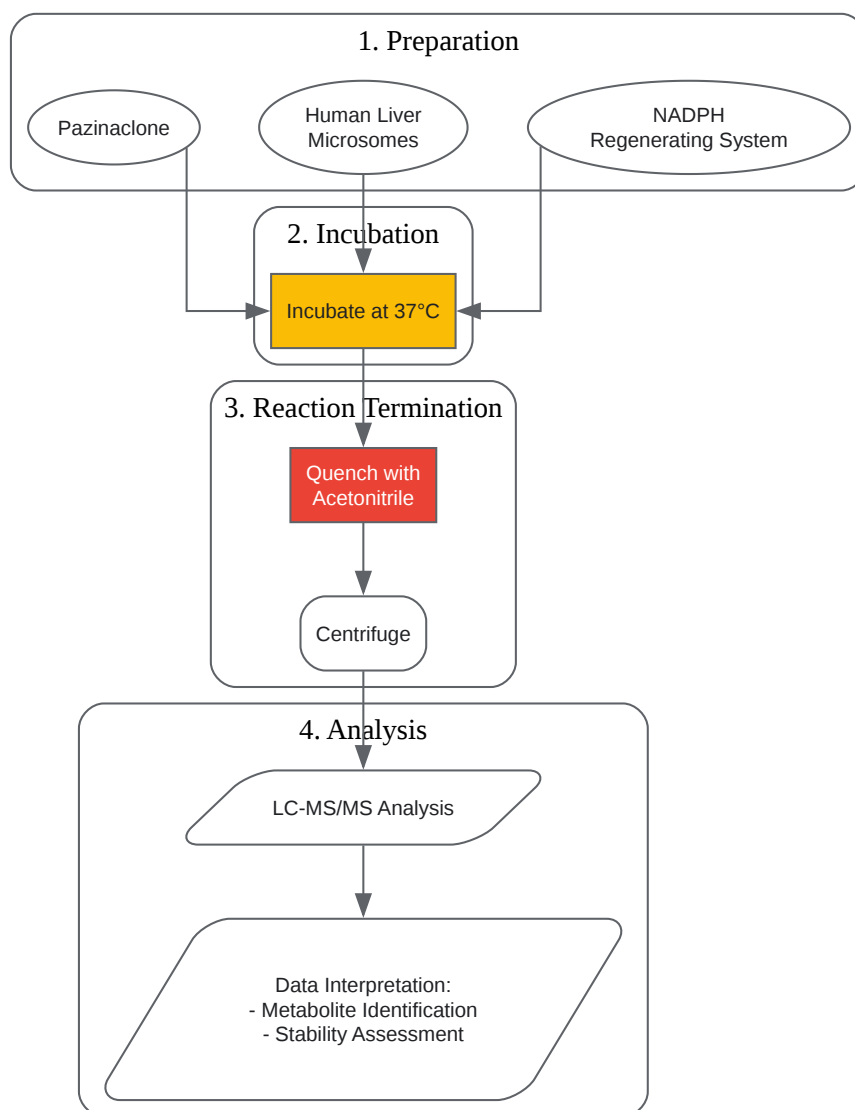 1. Preparation
Pazinaclone
Human Liver
Microsomes
NADPH
Regenerating System
2. Incubation
Incubate at 37°C
3. Reaction Termination
Quench with
Acetonitrile
Centrifuge
4. Analysis
LC-MS/MS Analysis
Data Interpretation:
- Metabolite Identification
- Stability Assessment